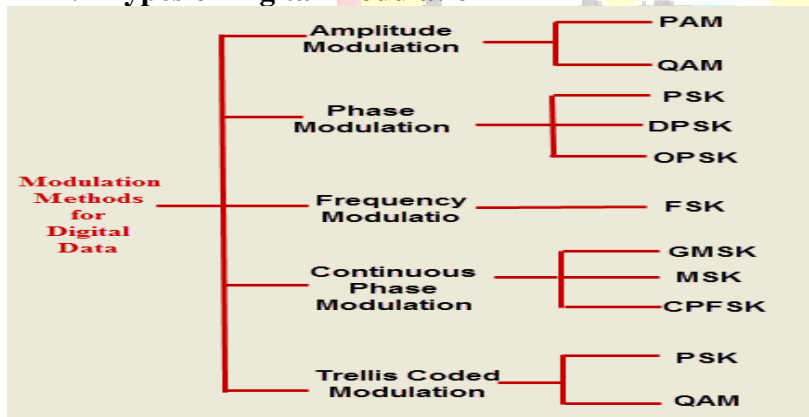 Modulation
Methods
for
Digital
Data
Amplitude
Modulation
PAM
QAM
Phase
Modulation
PSK
DPSK
OPSK
Frequency
Modulatio
FSK
Continuous
Phase
Modulation
GMSK
MSK
CPFSK
Trellis Coded
Modulation
PSK
QAM